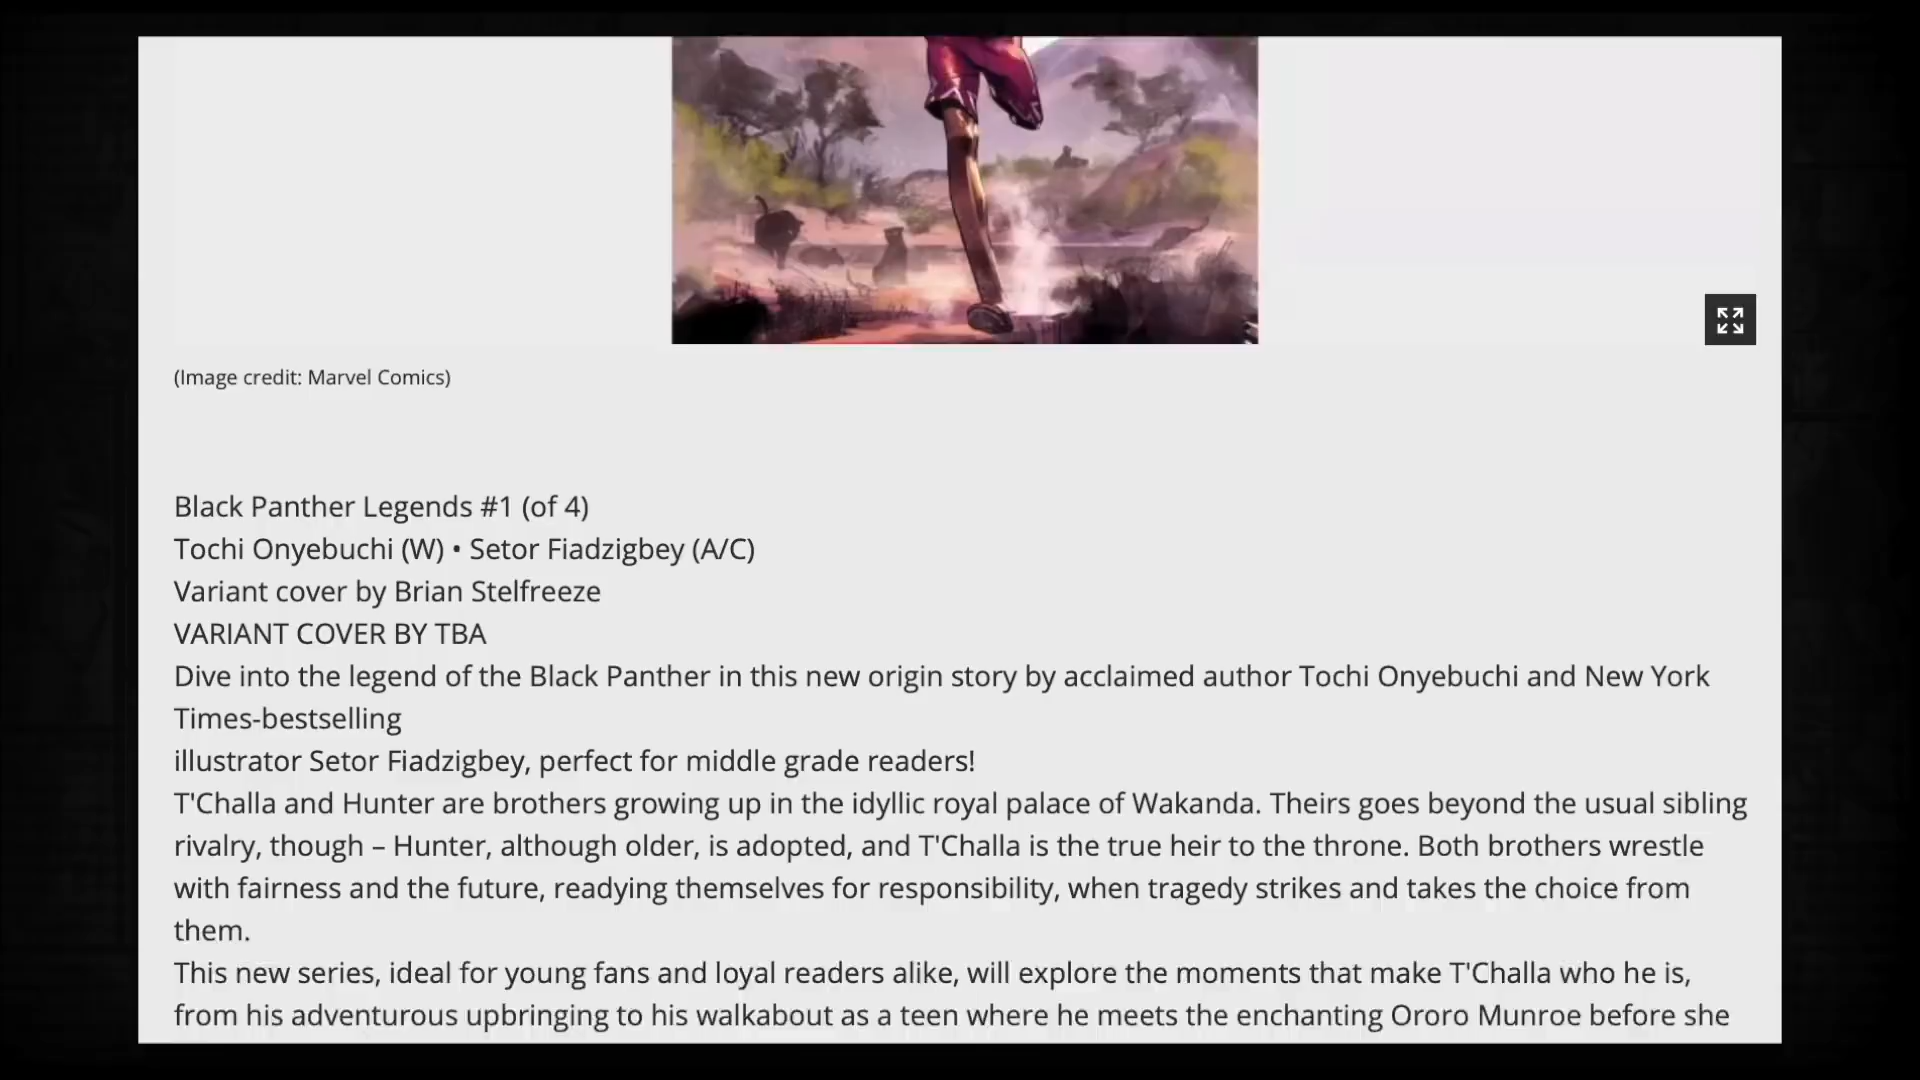 (Image credit: Marvel Comics)
Black Panther Legends #1 (of 4)
Tochi Onyebuchi (W) • Setor Fiadzigbey (A/C)
Variant cover by Brian Stelfreeze
VARIANT COVER BY TBA
Dive into the legend of the Black Panther in this new origin story by acclaimed author Tochi Onyebuchi and New York
Times-bestselling
illustrator Setor Fiadzigbey, perfect for middle grade readers!
T'Challa and Hunter are brothers growing up in the idyllic royal palace of Wakanda. Theirs goes beyond the usual sibling
rivalry, though – Hunter, although older, is adopted, and T'Challa is the true heir to the throne. Both brothers wrestle
with fairness and the future, readying themselves for responsibility, when tragedy strikes and takes the choice from
them.
This new series, ideal for young fans and loyal readers alike, will explore the moments that make T'Challa who he is,
from his adventurous upbringing to his walkabout as a teen where he meets the enchanting Ororo Munroe before she